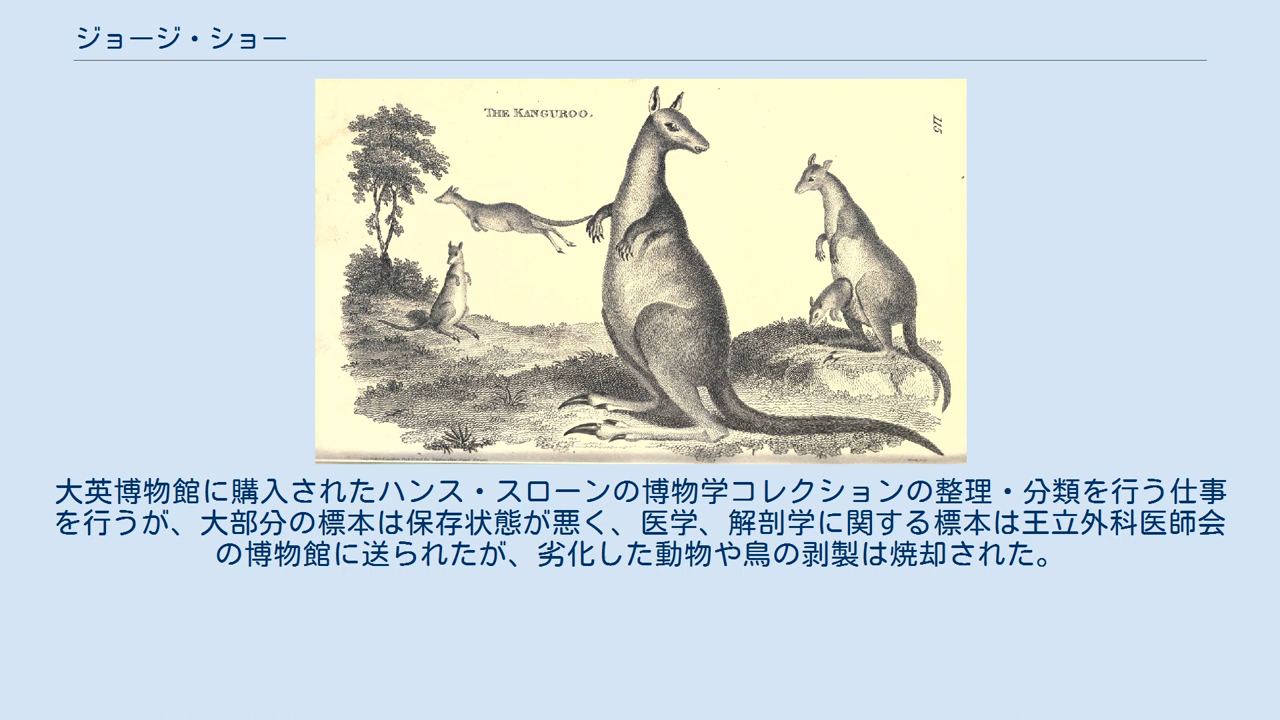 ジョージ・ショー
THE KANGUROO.
115
大英博物館に購入されたハンス・スローンの博物学コレクションの整理・分類を行う仕事
を行うが、大部分の標本は保存状態が悪く、医学、解剖学に関する標本は王立外科医師会
の博物館に送られたが、劣化した動物や鳥の剥製は焼却された。